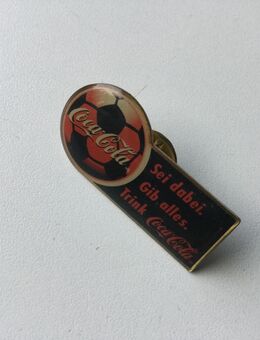 Coca-Cola
Sei dabei.
Gib alles.
Trink Coca-Cola